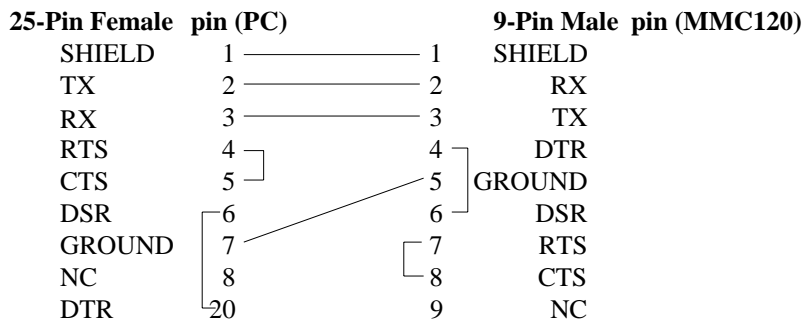 25-Pin Female pin (PC) 9-Pin Male pin (MMC120)
SHIELD 1 1 SHIELD
TX 2 2 RX
RX 3 3 TX
RTS 4 4 DTR
CTS 5 5 GROUND
DSR 6 6 DSR
GROUND 7 7 RTS
NC 8 8 CTS
DTR 20 9 NC